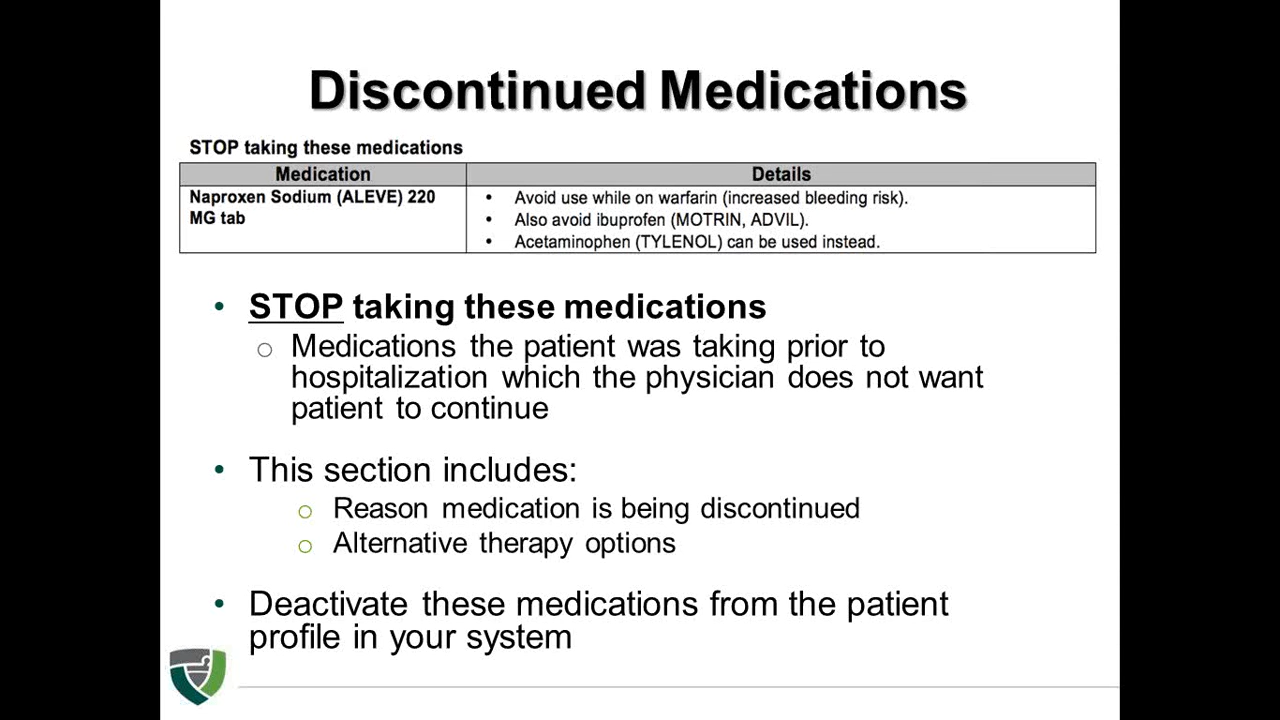 Discontinued Medications
STOP taking these medications
Medication Details
Naproxen Sodium (ALEVE) 220
MG tab
• Avoid use while on warfarin (increased bleeding risk).
• Also avoid ibuprofen (MOTRIN, ADVIL).
• Acetaminophen (TYLENOL) can be used instead.
• STOP taking these medications
○ Medications the patient was taking prior to
hospitalization which the physician does not want
patient to continue
• This section includes:
○ Reason medication is being discontinued
○ Alternative therapy options
• Deactivate these medications from the patient
profile in your system